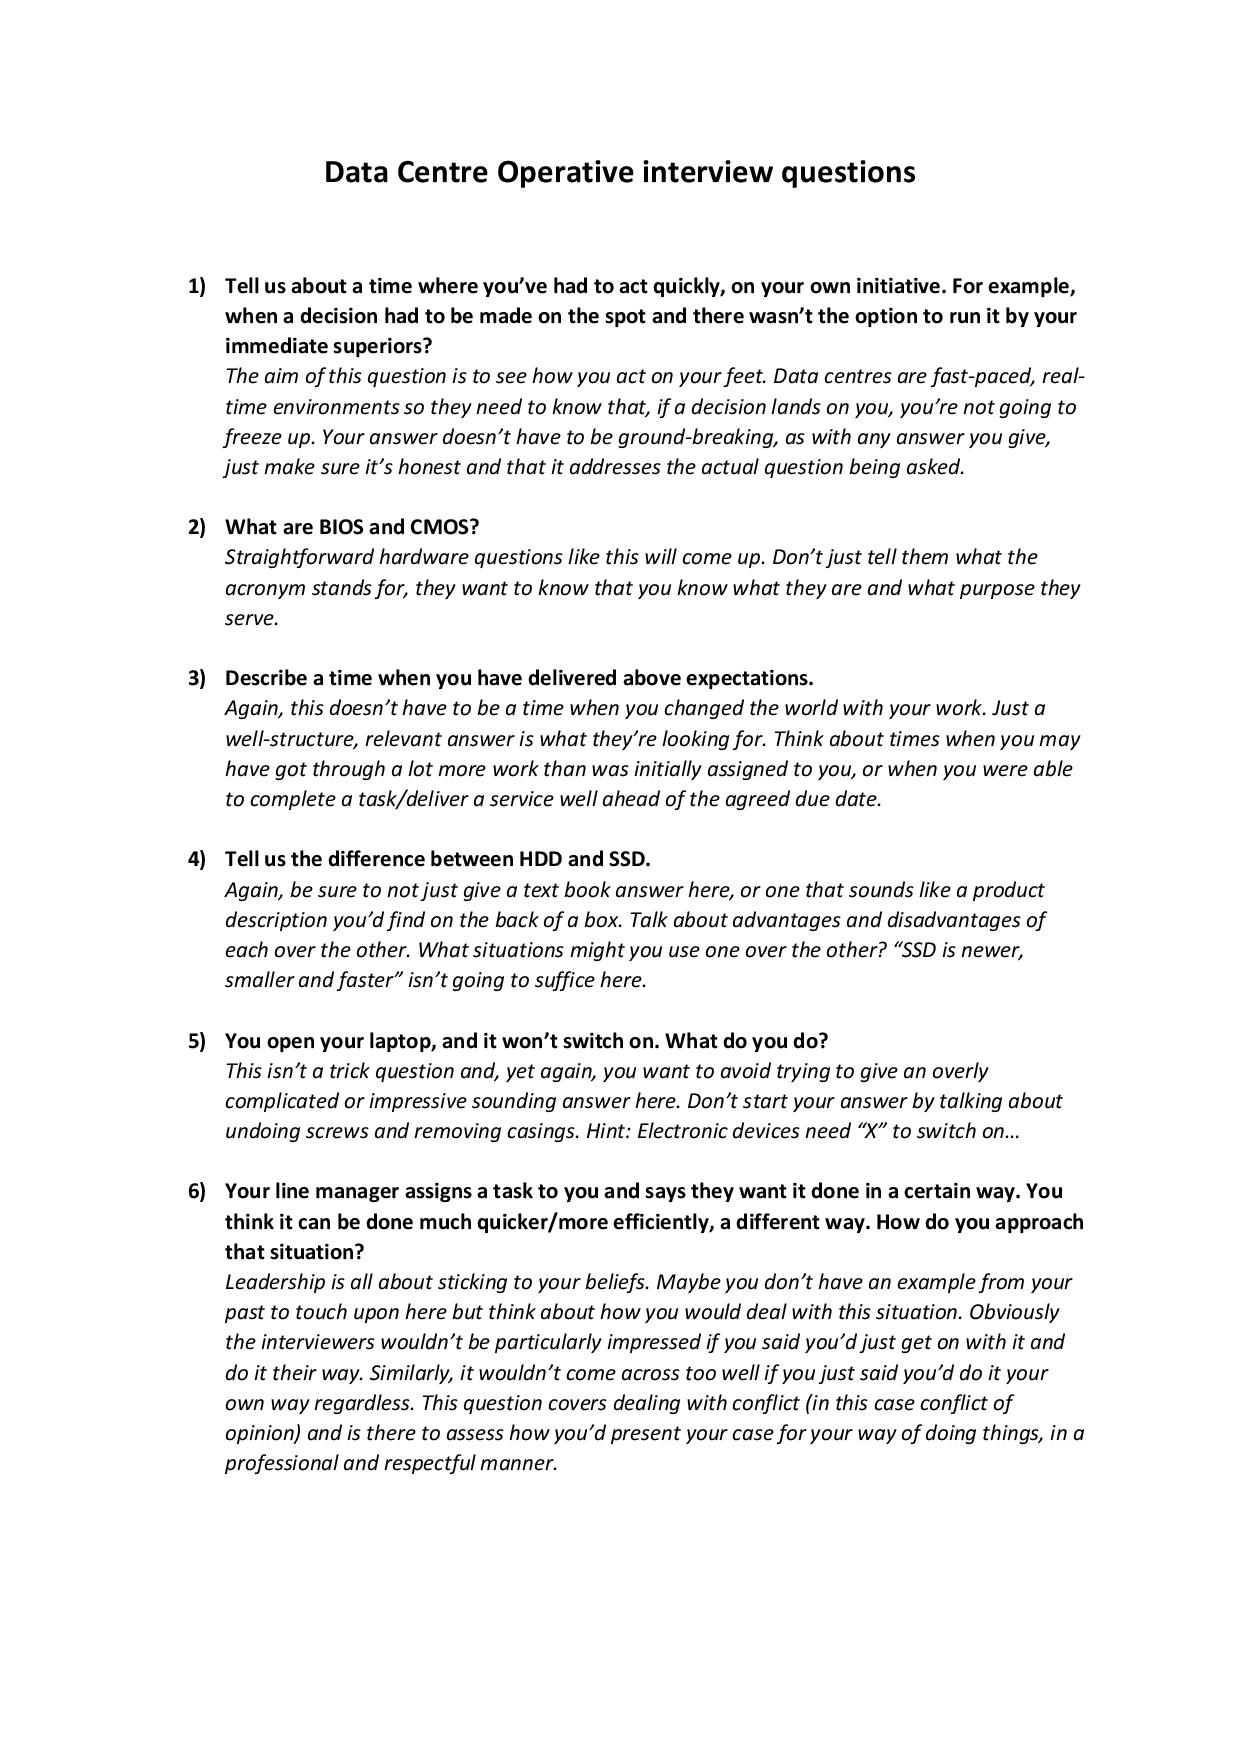 Data Centre Operative interview questions
1) Tell us about a time where you’ve had to act quickly, on your own initiative. For example,
when a decision had to be made on the spot and there wasn’t the option to run it by your
immediate superiors?
The aim of this question is to see how you act on your feet. Data centres are fast-paced, real-
time environments so they need to know that, if a decision lands on you, you’re not going to
freeze up. Your answer doesn’t have to be ground-breaking, as with any answer you give,
just make sure it’s honest and that it addresses the actual question being asked.
2) What are BIOS and CMOS?
Straightforward hardware questions like this will come up. Don’t just tell them what the
acronym stands for, they want to know that you know what they are and what purpose they
serve.
3) Describe a time when you have delivered above expectations.
Again, this doesn’t have to be a time when you changed the world with your work. Just a
well-structure, relevant answer is what they’re looking for. Think about times when you may
have got through a lot more work than was initially assigned to you, or when you were able
to complete a task/deliver a service well ahead of the agreed due date.
4) Tell us the difference between HDD and SSD.
Again, be sure to not just give a text book answer here, or one that sounds like a product
description you’d find on the back of a box. Talk about advantages and disadvantages of
each over the other. What situations might you use one over the other? “SSD is newer,
smaller and faster” isn’t going to suffice here.
5) You open your laptop, and it won’t switch on. What do you do?
This isn’t a trick question and, yet again, you want to avoid trying to give an overly
complicated or impressive sounding answer here. Don’t start your answer by talking about
undoing screws and removing casings. Hint: Electronic devices need “X” to switch on…
6) Your line manager assigns a task to you and says they want it done in a certain way. You
think it can be done much quicker/more efficiently, a different way. How do you approach
that situation?
Leadership is all about sticking to your beliefs. Maybe you don’t have an example from your
past to touch upon here but think about how you would deal with this situation. Obviously
the interviewers wouldn’t be particularly impressed if you said you’d just get on with it and
do it their way. Similarly, it wouldn’t come across too well if you just said you’d do it your
own way regardless. This question covers dealing with conflict (in this case conflict of
opinion) and is there to assess how you’d present your case for your way of doing things, in a
professional and respectful manner.